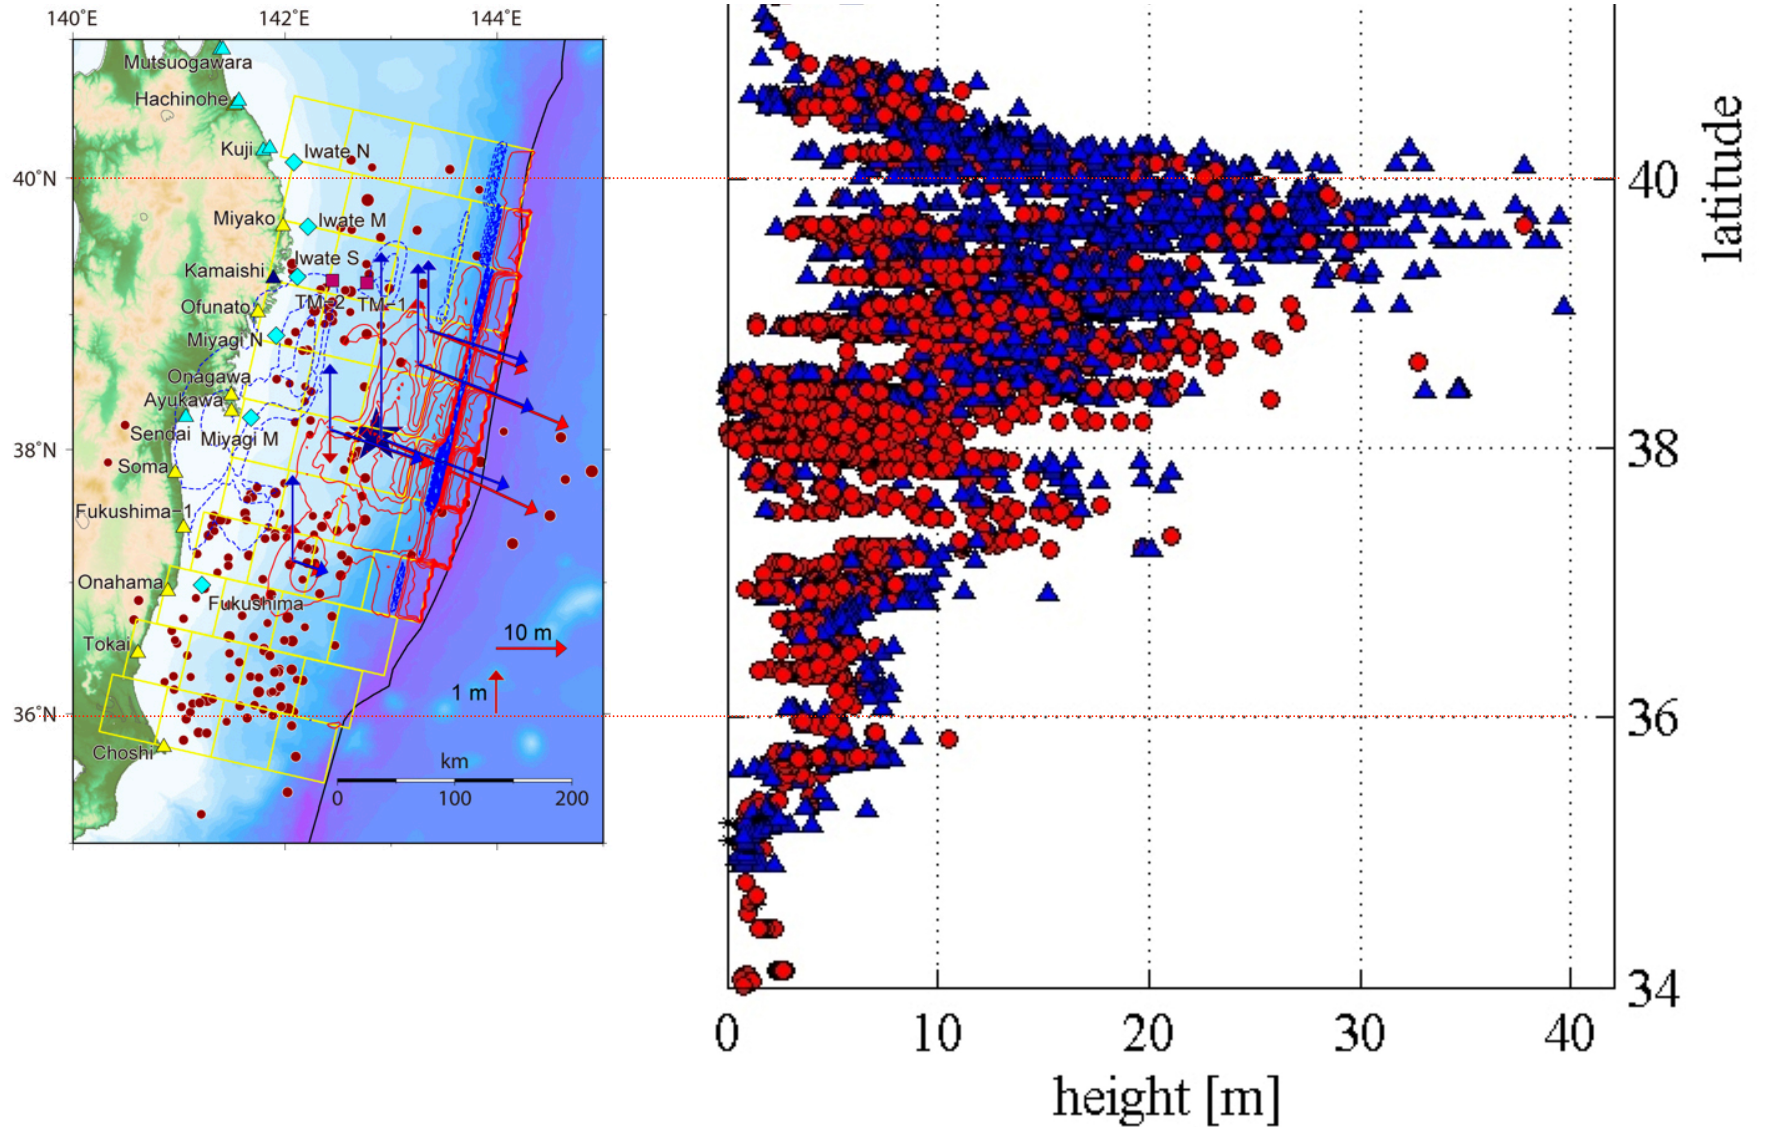 140°E
142°E
144°E
Mutsuogawara
Hachinohe
Kuji
Iwate N
40°N
Miyako
Iwate M
Iwate S
Kamaishi
TM-2
TM-1
Ofunato
Miyagi N
Onagawa
Ayukawa
Sendai
Miyagi M
38°N
Soma
Fukushima-1
Onahama
Fukushima
Tokai
10 m
1 m
36°N
Choshi
km
0
100
200
40
38
36
34
latitude
0
10
20
30
40
height [m]